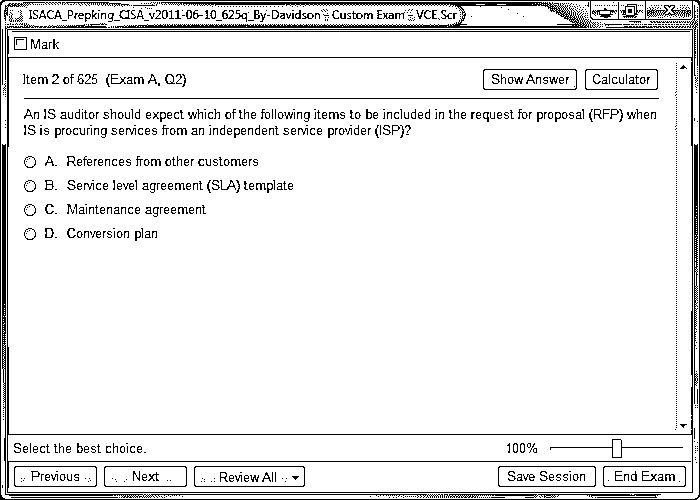 ISACA_Prepking_CISA_v2011-06-10_625q_By-Davidson - Custom Exam - VCE Scr
Mark
Item 2 of 625 (Exam A, Q2)
Show Answer
Calculator
An IS auditor should expect which of the following items to be included in the request for proposal (RFP) when
IS is procuring services from an independent service provider (ISP)?
A. References from other customers
B. Service level agreement (SLA) template
C. Maintenance agreement
D. Conversion plan
Select the best choice.
100%
Previous
Next
Review All
Save Session
End Exam